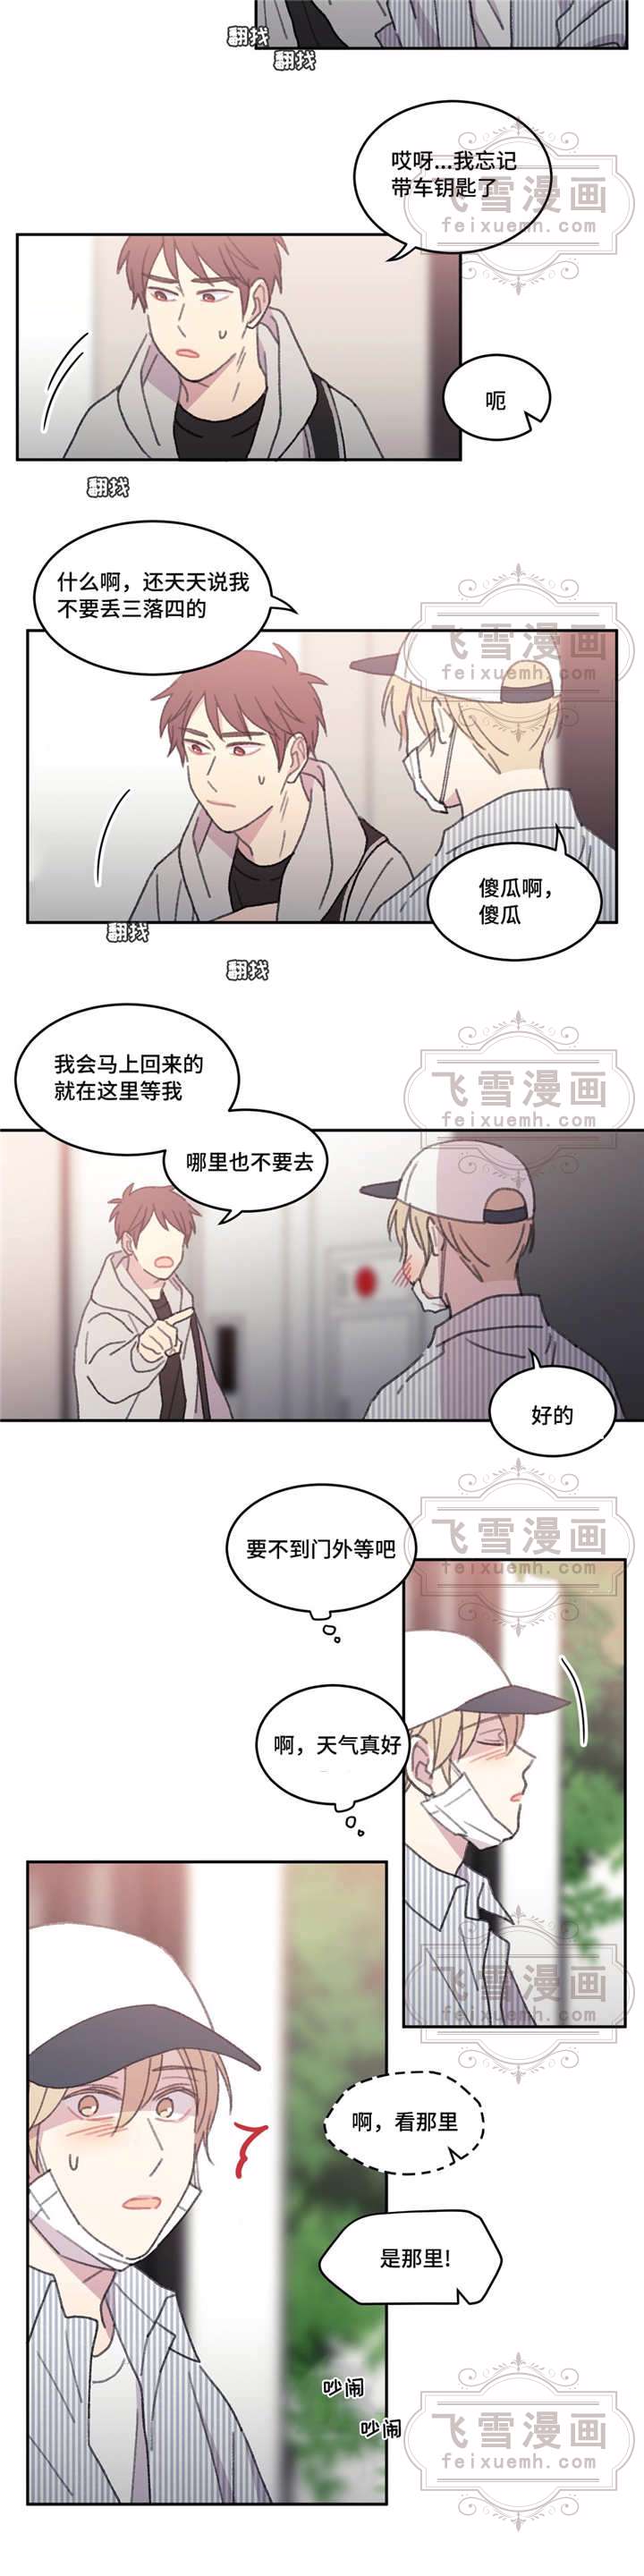 翻找
翻找
哎呀...我忘记
带车钥匙了
飞雪漫画
feixuemh.com
呃
翻找
什么啊，还天天说我
不要丢三落四的
飞雪漫画
feixuemh.com
傻瓜啊，
傻瓜
翻找
翻找
我会马上回来的
就在这里等我
飞雪漫画
feixuemh.com
哪里也不要去
好的
要不到门外等吧
飞雪漫画
feixuemh.com
啊，天气真好
飞雪漫画
feixuemh.com
啊，看那里
是那里!
吵闹
吵闹
飞雪漫画
feixuemh.com